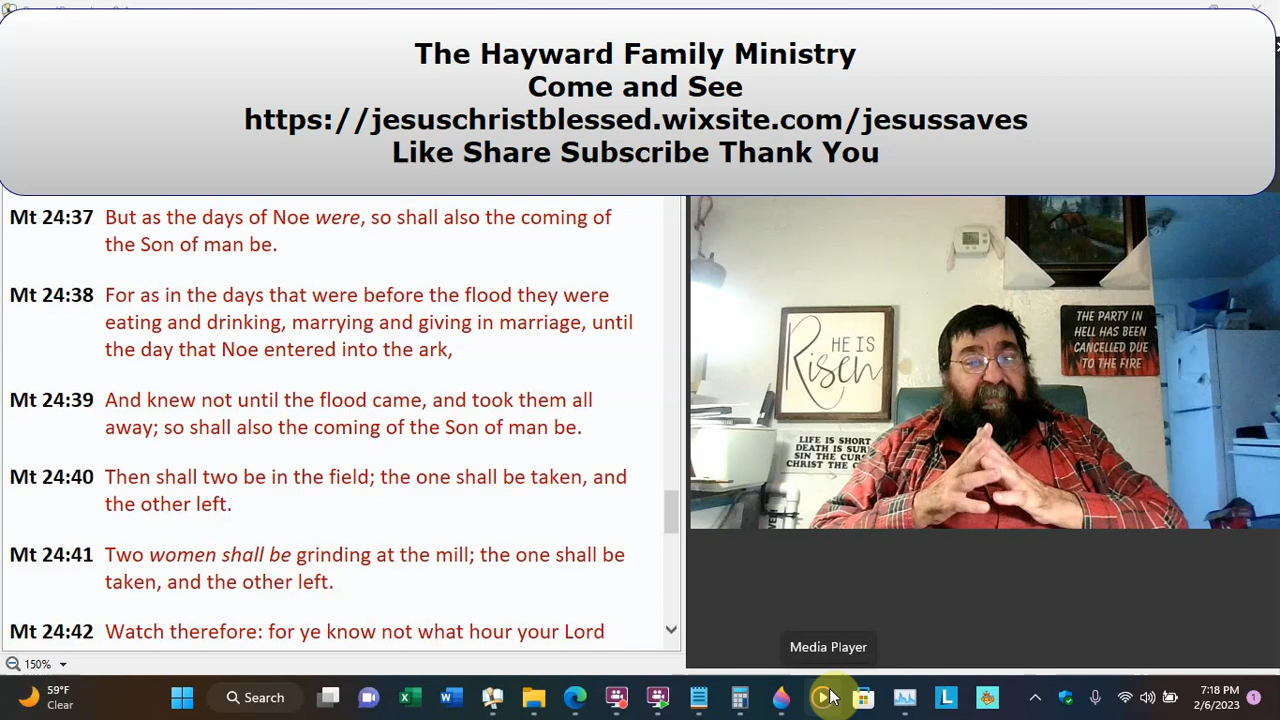 The Hayward Family Ministry
Come and See
https://jesuschristblessed.wixsite.com/jesussaves
Like Share Subscribe Thank You
Mt 24:37 But as the days of Noe were, so shall also the coming of
the Son of man be.
Mt 24:38 For as in the days that were before the flood they were
eating and drinking, marrying and giving in marriage, until
the day that Noe entered into the ark,
Mt 24:39 And knew not until the flood came, and took them all
away; so shall also the coming of the Son of man be.
Mt 24:40 Then shall two be in the field; the one shall be taken, and
the other left.
Mt 24:41 Two women shall be grinding at the mill; the one shall be
taken, and the other left.
Mt 24:42 Watch therefore: for ye know not what hour your Lord
150%
HE IS
Risen
THE PARTY IN
HELL HAS BEEN
CANCELLED DUE
TO THE FIRE
LIFE IS SHORT
DEATH IS
SIN THE
CHRIST THE
Media Player
59°F
Clear
Search
7:18 PM
2/6/2023
1